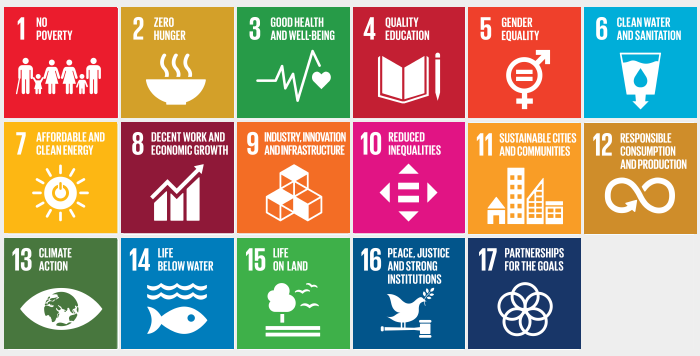 1 NO
POVERTY
2 ZERO
HUNGER
3 GOOD HEALTH
AND WELL-BEING
4 QUALITY
EDUCATION
5 GENDER
EQUALITY
6 CLEAN WATER
AND SANITATION
7 AFFORDABLE AND
CLEAN ENERGY
8 DECENT WORK AND
ECONOMIC GROWTH
9 INDUSTRY, INNOVATION
AND INFRASTRUCTURE
10 REDUCED
INEQUALITIES
11 SUSTAINABLE CITIES
AND COMMUNITIES
12 RESPONSIBLE
CONSUMPTION
AND PRODUCTION
13 CLIMATE
ACTION
14 LIFE
BELOW WATER
15 LIFE
ON LAND
16 PEACE, JUSTICE
AND STRONG
INSTITUTIONS
17 PARTNERSHIPS
FOR THE GOALS